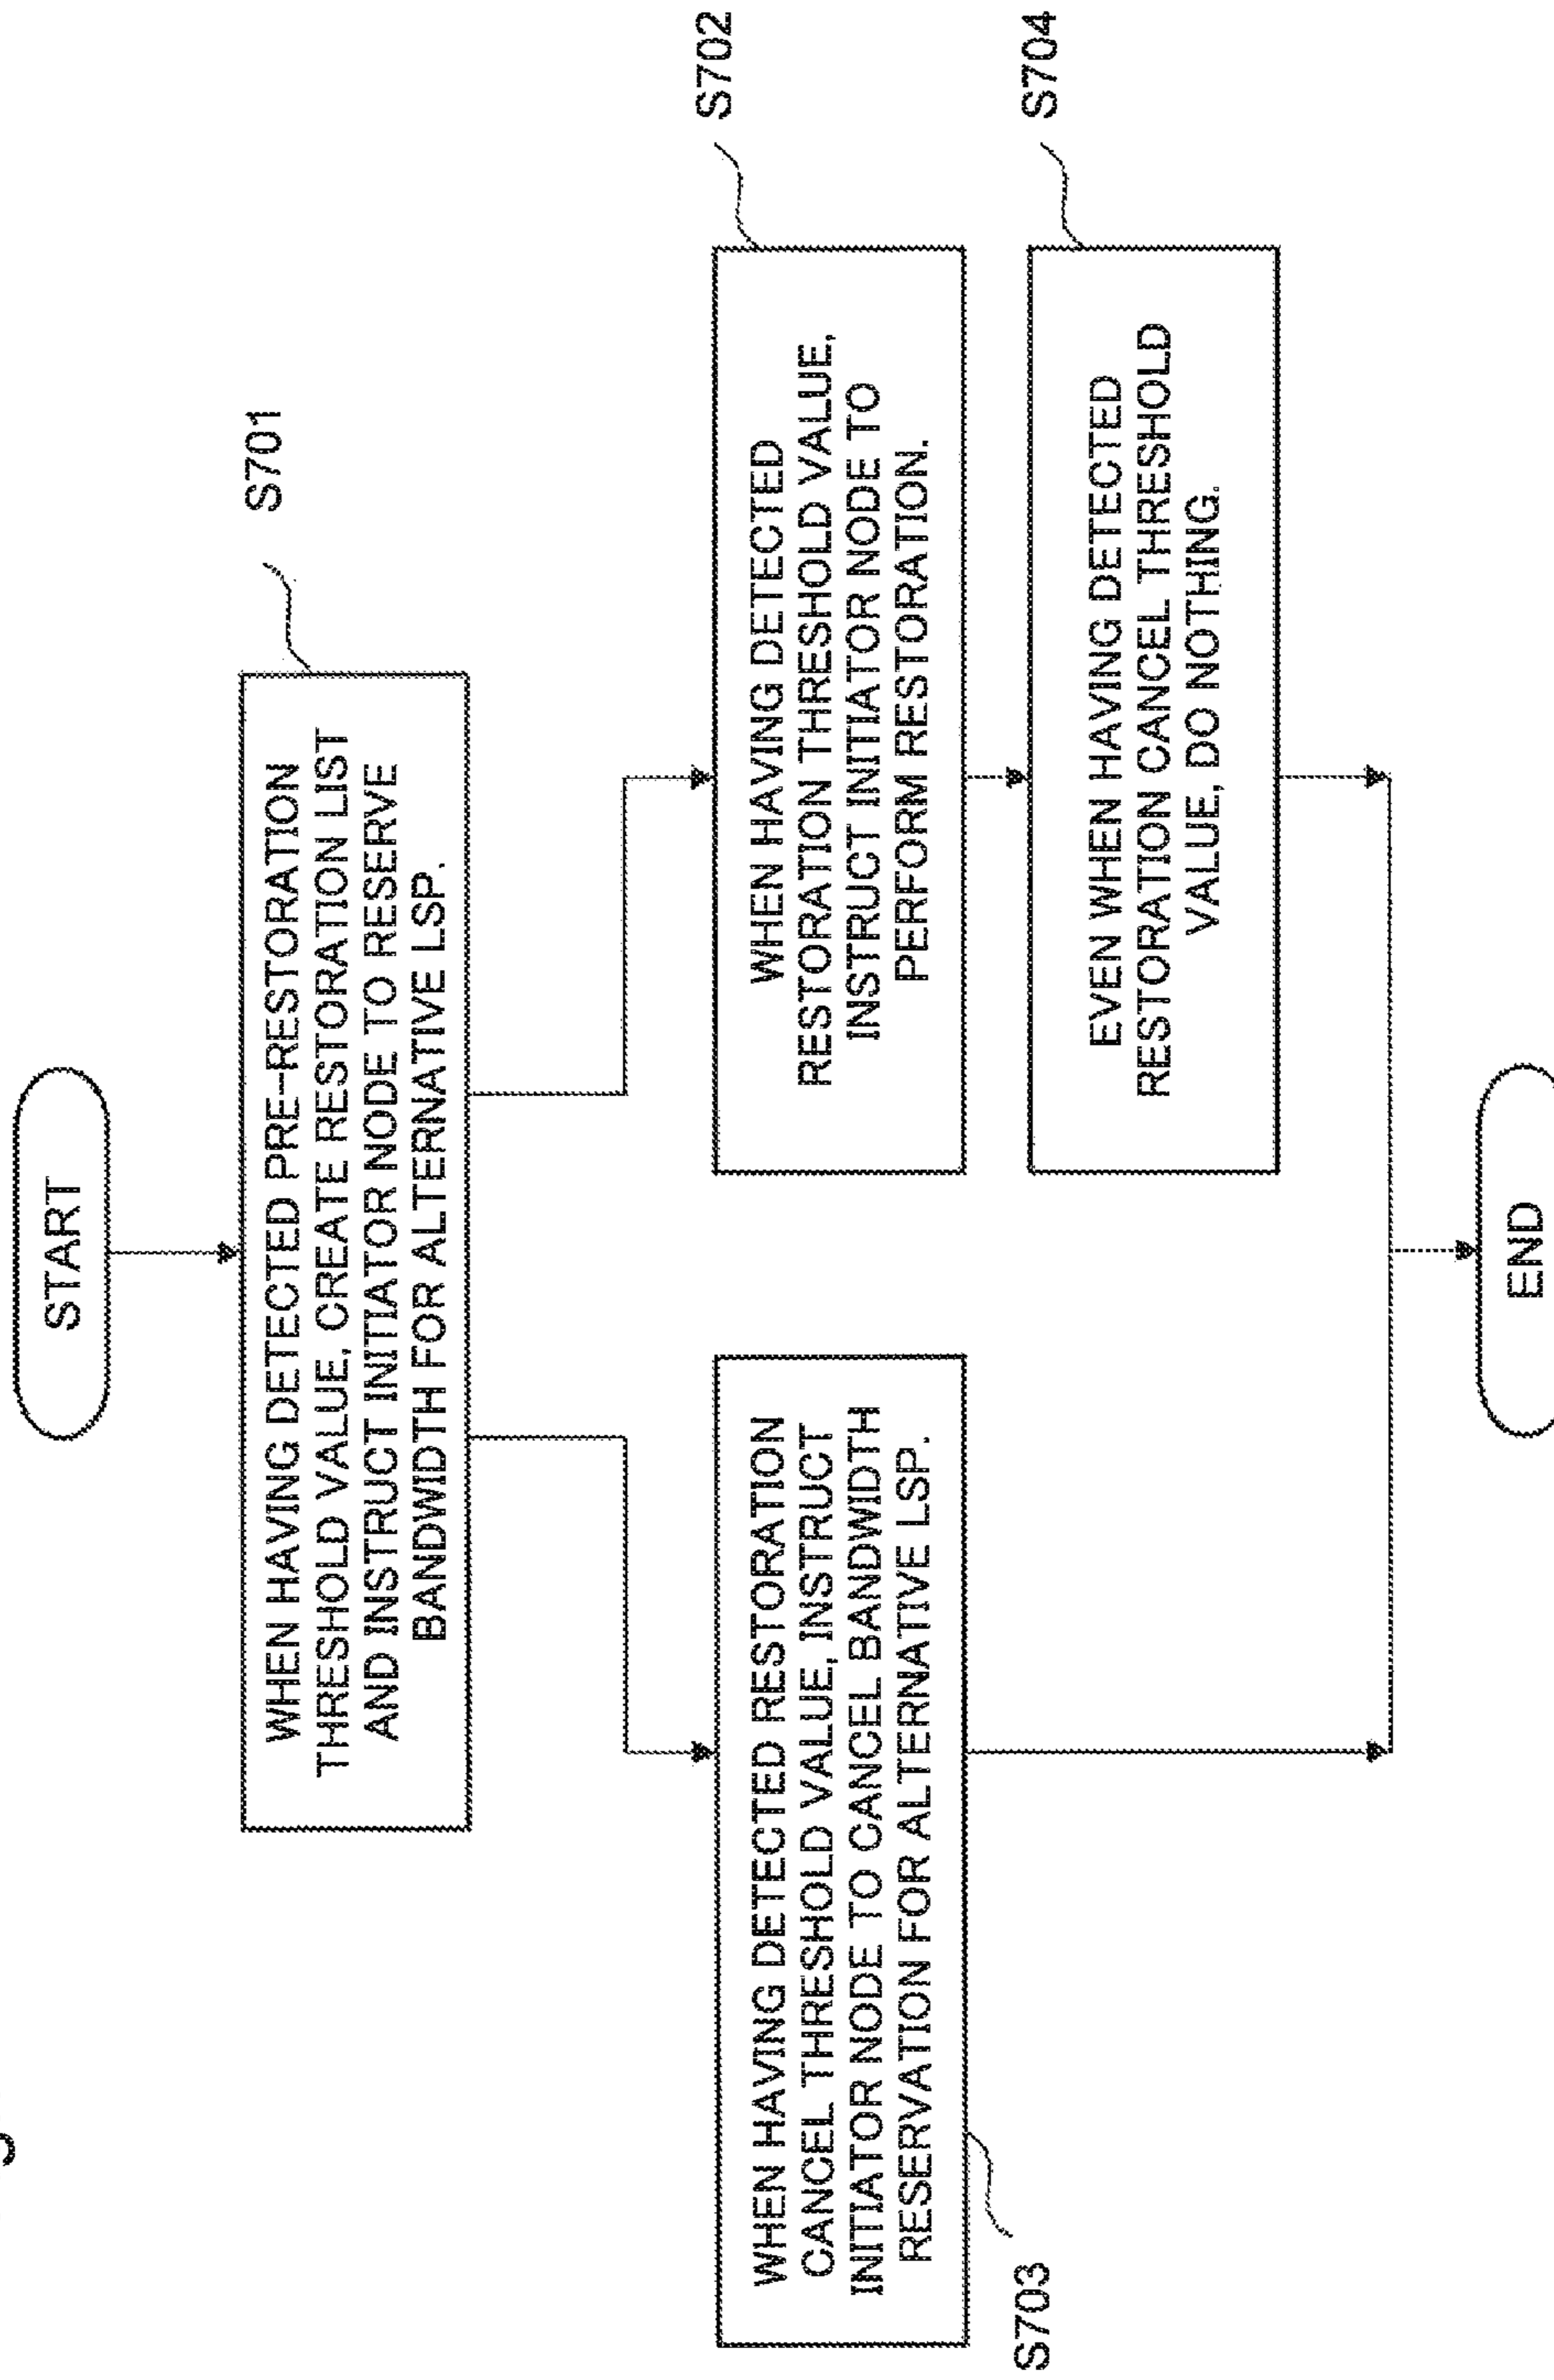 START
S701
WHEN HAVING DETECTED PRE-RESTORATION
THRESHOLD VALUE, CREATE RESTORATION LIST
AND INSTRUCT INITIATOR NODE TO RESERVE
BANDWIDTH FOR ALTERNATIVE LSP.
S702
WHEN HAVING DETECTED
RESTORATION THRESHOLD VALUE,
INSTRUCT INITIATOR NODE TO
PERFORM RESTORATION.
WHEN HAVING DETECTED RESTORATION
CANCEL THRESHOLD VALUE, INSTRUCT
INITIATOR NODE TO CANCEL BANDWIDTH
RESERVATION FOR ALTERNATIVE LSP.
S703
S704
EVEN WHEN HAVING DETECTED
RESTORATION CANCEL THRESHOLD
VALUE, DO NOTHING.
END